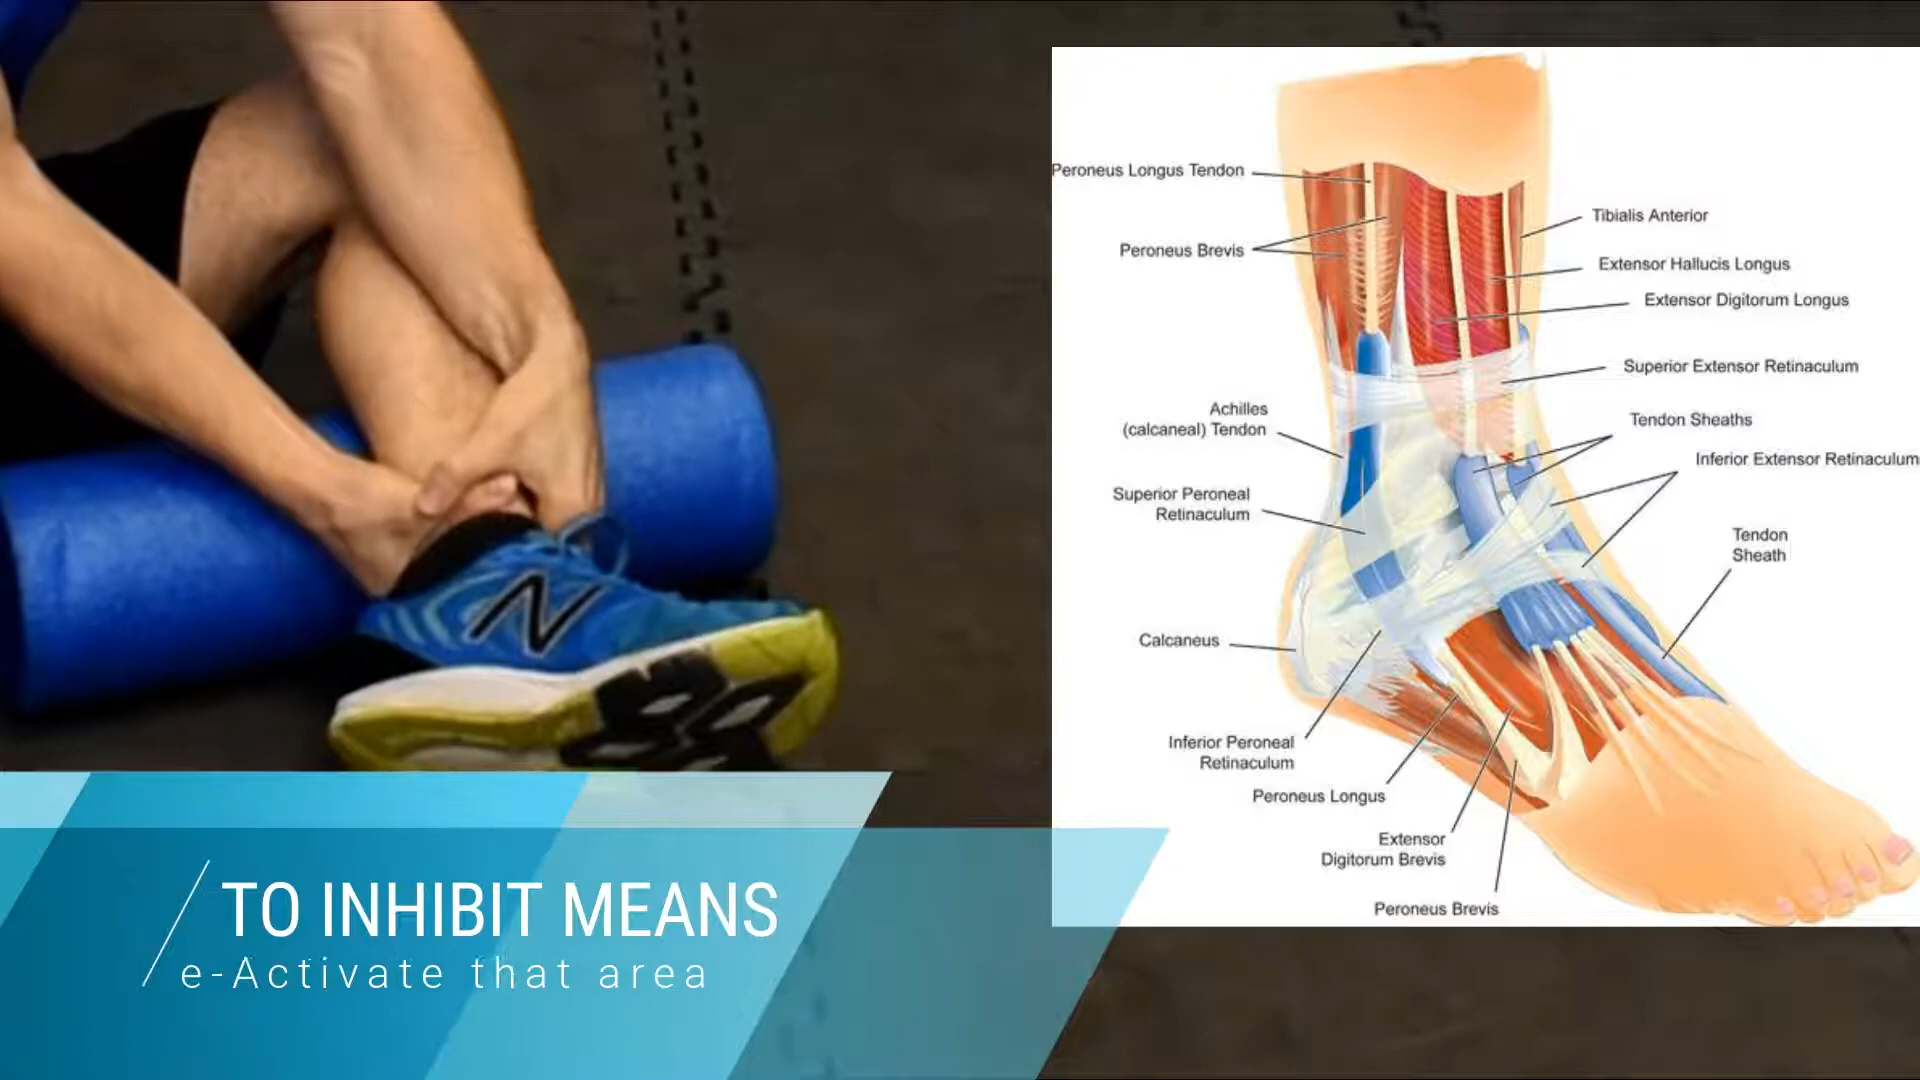 Peroneus Longus Tendon
Peroneus Brevis
Achilles
(calcaneal) Tendon
Superior Peroneal
Retinaculum
Calcaneus
Inferior Peroneal
Retinaculum
Peroneus Longus
Extensor
Digitorum Brevis
Peroneus Brevis
Tibialis Anterior
Extensor Hallucis Longus
Extensor Digitorum Longus
Superior Extensor Retinaculum
Tendon Sheaths
Inferior Extensor Retinaculum
Tendon
Sheath
N
TO INHIBIT MEANS
e-Activate that area